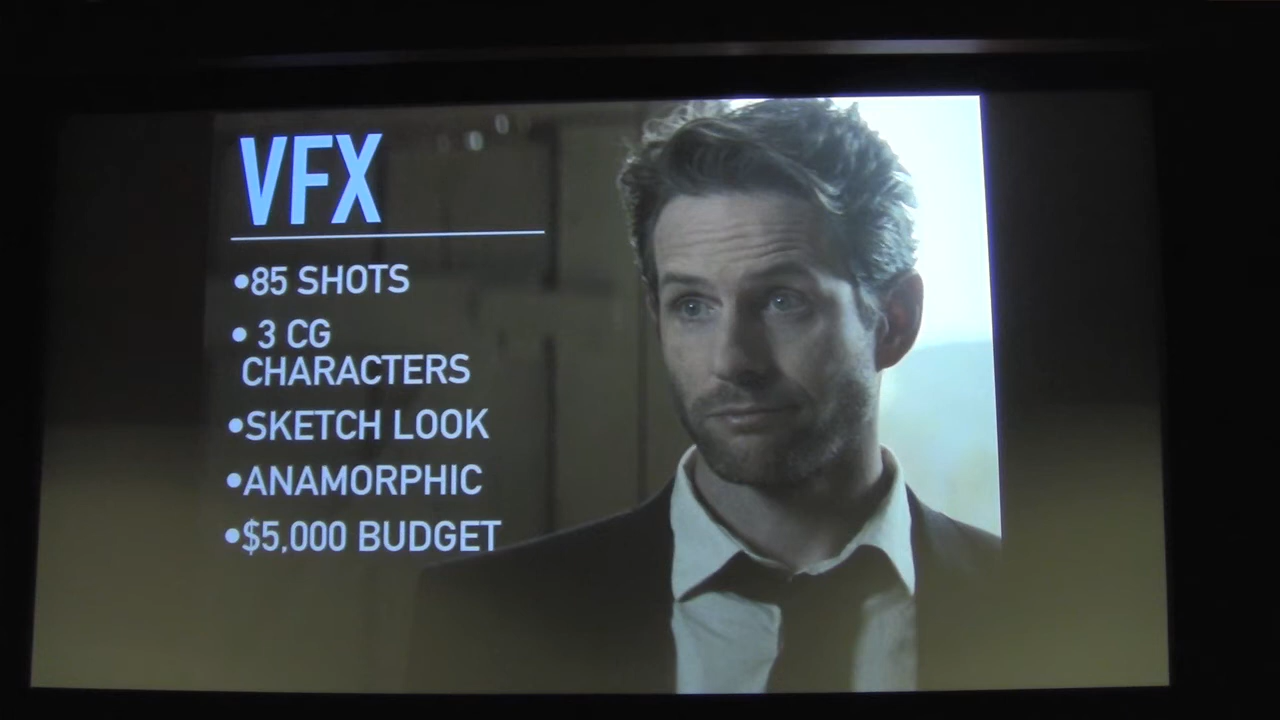 VFX
•85 SHOTS
• 3 CG
CHARACTERS
•SKETCH LOOK
•ANAMORPHIC
•$5,000 BUDGET